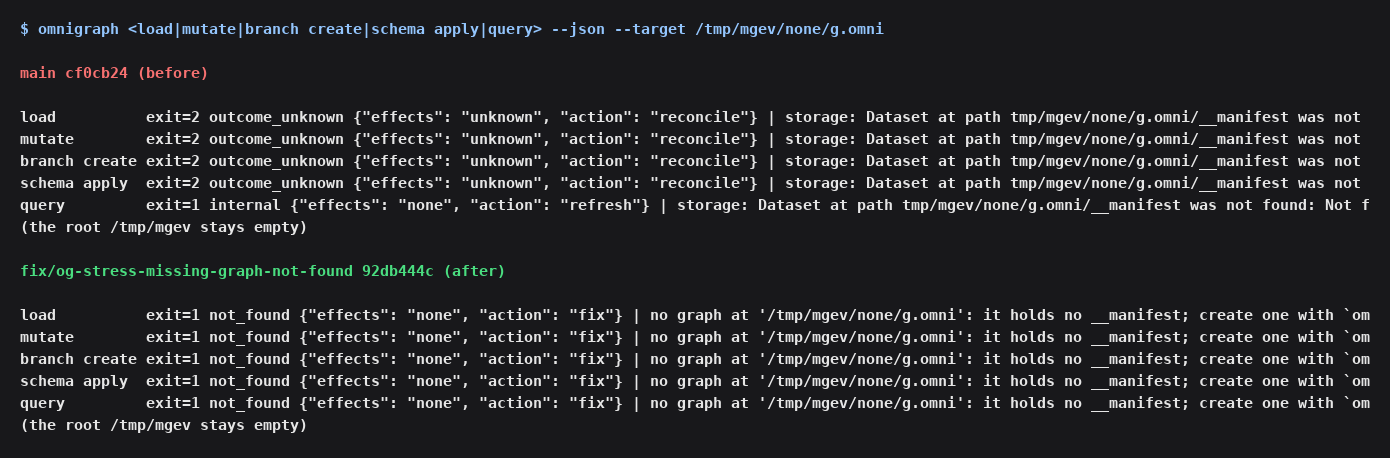 $ omnigraph <load|mutate|branch create|schema apply|query> --json --target /tmp/mgev/none/g.omni
main cf0cb24 (before)
load          exit=2 outcome_unknown {"effects": "unknown", "action": "reconcile"} | storage: Dataset at path tmp/mgev/none/g.omni/__manifest was not
mutate        exit=2 outcome_unknown {"effects": "unknown", "action": "reconcile"} | storage: Dataset at path tmp/mgev/none/g.omni/__manifest was not
branch create exit=2 outcome_unknown {"effects": "unknown", "action": "reconcile"} | storage: Dataset at path tmp/mgev/none/g.omni/__manifest was not
schema apply  exit=2 outcome_unknown {"effects": "unknown", "action": "reconcile"} | storage: Dataset at path tmp/mgev/none/g.omni/__manifest was not
query         exit=1 internal {"effects": "none", "action": "refresh"} | storage: Dataset at path tmp/mgev/none/g.omni/__manifest was not found: Not f
(the root /tmp/mgev stays empty)
fix/og-stress-missing-graph-not-found 92db444c (after)
load          exit=1 not_found {"effects": "none", "action": "fix"} | no graph at '/tmp/mgev/none/g.omni': it holds no __manifest; create one with `om
mutate        exit=1 not_found {"effects": "none", "action": "fix"} | no graph at '/tmp/mgev/none/g.omni': it holds no __manifest; create one with `om
branch create exit=1 not_found {"effects": "none", "action": "fix"} | no graph at '/tmp/mgev/none/g.omni': it holds no __manifest; create one with `om
schema apply  exit=1 not_found {"effects": "none", "action": "fix"} | no graph at '/tmp/mgev/none/g.omni': it holds no __manifest; create one with `om
query         exit=1 not_found {"effects": "none", "action": "fix"} | no graph at '/tmp/mgev/none/g.omni': it holds no __manifest; create one with `om
(the root /tmp/mgev stays empty)